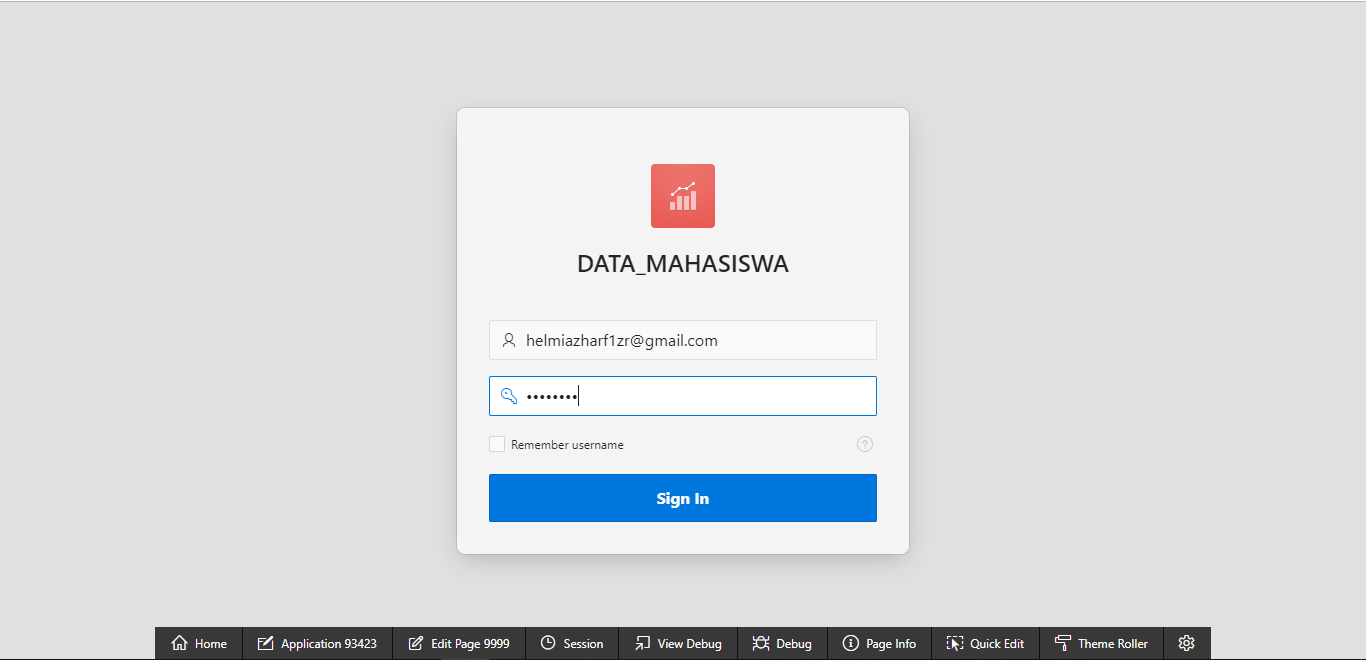 DATA_MAHASISWA
helmiazharf1zr@gmail.com
••••••••
Remember username
?
Sign In
Home Application 93423 Edit Page 9999 Session View Debug Debug Page Info Quick Edit Theme Roller